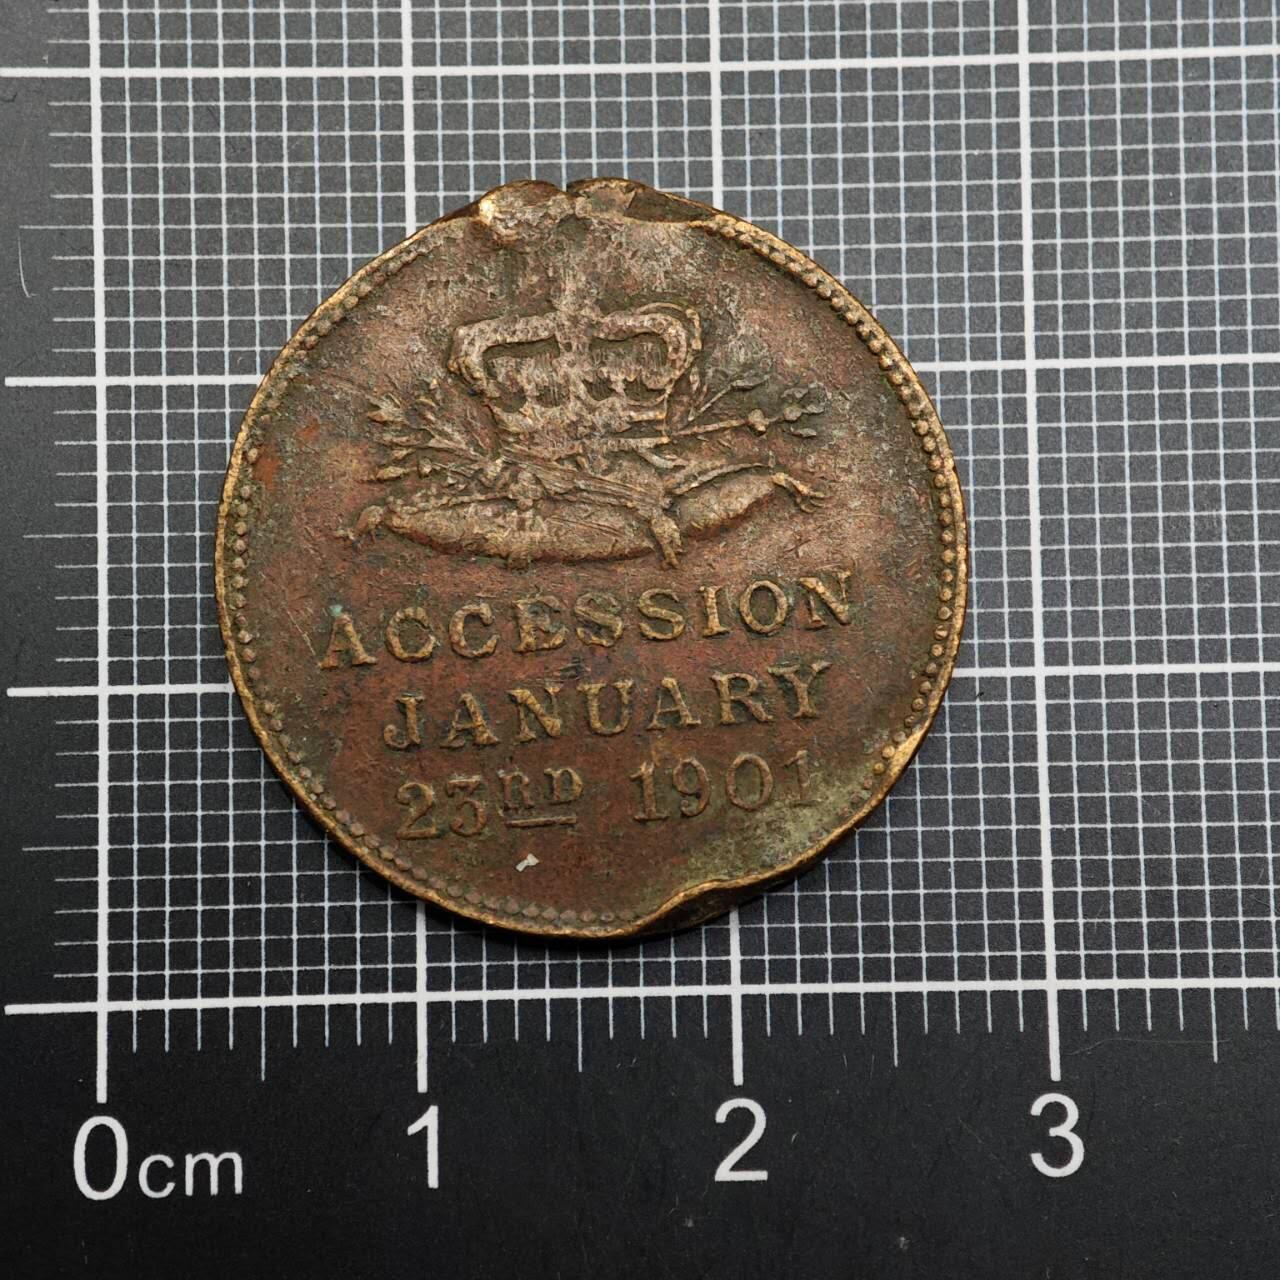 ACCESSION
JANUARY
23RD 1901
0cm 1 2 3